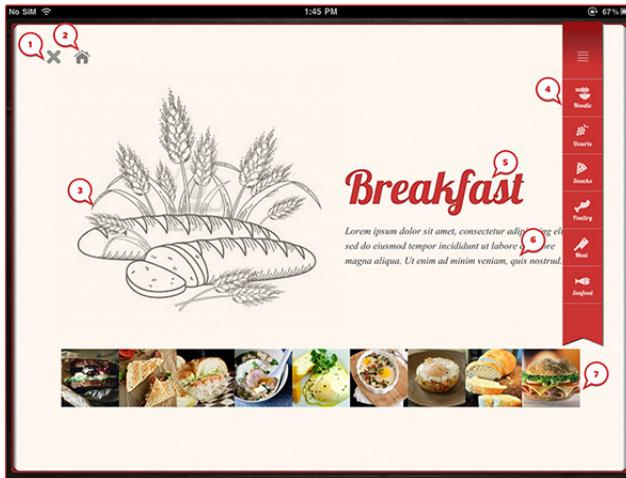 No SIM 1:45 PM 67%
1
2
4
Noodle
Deserts
Snacks
5
3
Breakfast
Poultry
Lorem ipsum dolor sit amet, consectetur adipiscing
sed do eiusmod tempor incididunt ut labore
6
Meat
magna aliqua. Ut enim ad minim veniam, quis nostrud.
Seafood
7